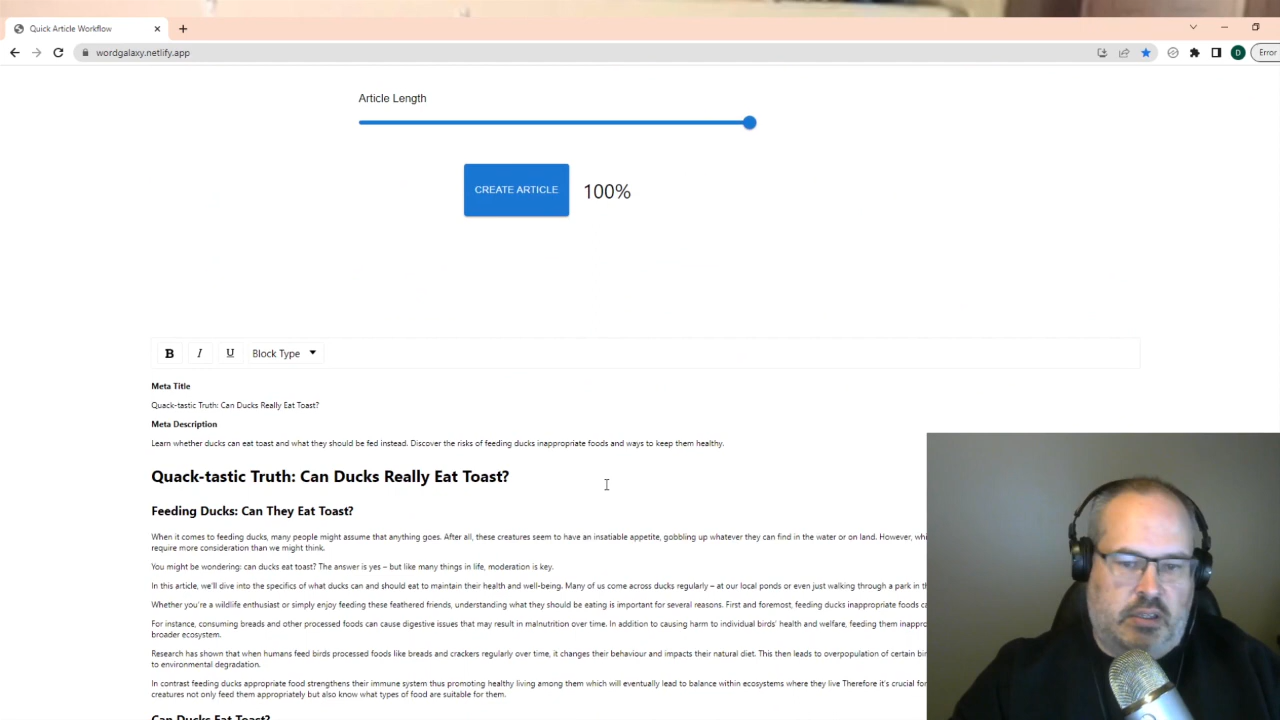 Quick Article Workflow
wordgalaxy.netlify.app
D
Error
Article Length
CREATE ARTICLE
100%
B I U Block Type
Meta Title
Quack-tastic Truth: Can Ducks Really Eat Toast?
Meta Description
Learn whether ducks can eat toast and what they should be fed instead. Discover the risks of feeding ducks inappropriate foods and ways to keep them healthy.
Quack-tastic Truth: Can Ducks Really Eat Toast?
Feeding Ducks: Can They Eat Toast?
When it comes to feeding ducks, many people might assume that anything goes. After all, these creatures seem to have an insatiable appetite, gobbling up whatever they can find in the water or on land. However, whi
require more consideration than we might think.
You might be wondering: can ducks eat toast? The answer is yes – but like many things in life, moderation is key.
In this article, we'll dive into the specifics of what ducks can and should eat to maintain their health and well-being. Many of us come across ducks regularly – at our local ponds or even just walking through a park in th
Whether you're a wildlife enthusiast or simply enjoy feeding these feathered friends, understanding what they should be eating is important for several reasons. First and foremost, feeding ducks inappropriate foods ca
For instance, consuming breads and other processed foods can cause digestive issues that may result in malnutrition over time. In addition to causing harm to individual birds' health and welfare, feeding them inappro
broader ecosystem.
Research has shown that when humans feed birds processed foods like breads and crackers regularly over time, it changes their behaviour and impacts their natural diet. This then leads to overpopulation of certain bir
to environmental degradation.
In contrast feeding ducks appropriate food strengthens their immune system thus promoting healthy living among them which will eventually lead to balance within ecosystems where they live Therefore it's crucial for
creatures not only feed them appropriately but also know what types of food are suitable for them.
Can Ducks Eat Toast?